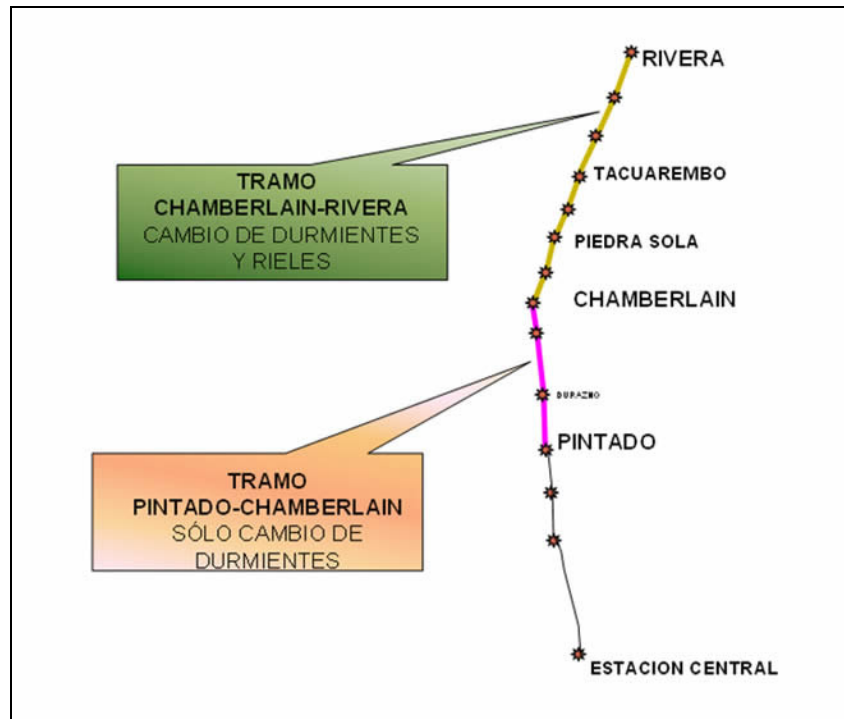 RIVERA
TRAMO
CHAMBERLAIN-RIVERA
CAMBIO DE DURMIENTES
Y RIELES
TACUAREMBO
PIEDRA SOLA
CHAMBERLAIN
DURAZNO
PINTADO
TRAMO
PINTADO-CHAMBERLAIN
SÓLO CAMBIO DE
DURMIENTES
ESTACION CENTRAL